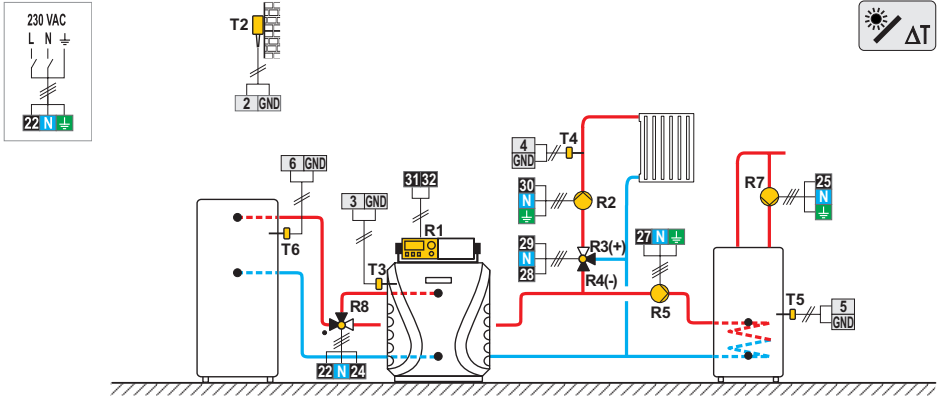 230 VAC
L N
22 N
T2
2 GND
ΔT
6 GND
T6
3 GND
T3
31 32
R1
R8
22 N 24
4
GND
T4
30
N
R2
29
N
28
R3(+)
R4(-)
27 N
R5
R7
25
N
T5
5
GND